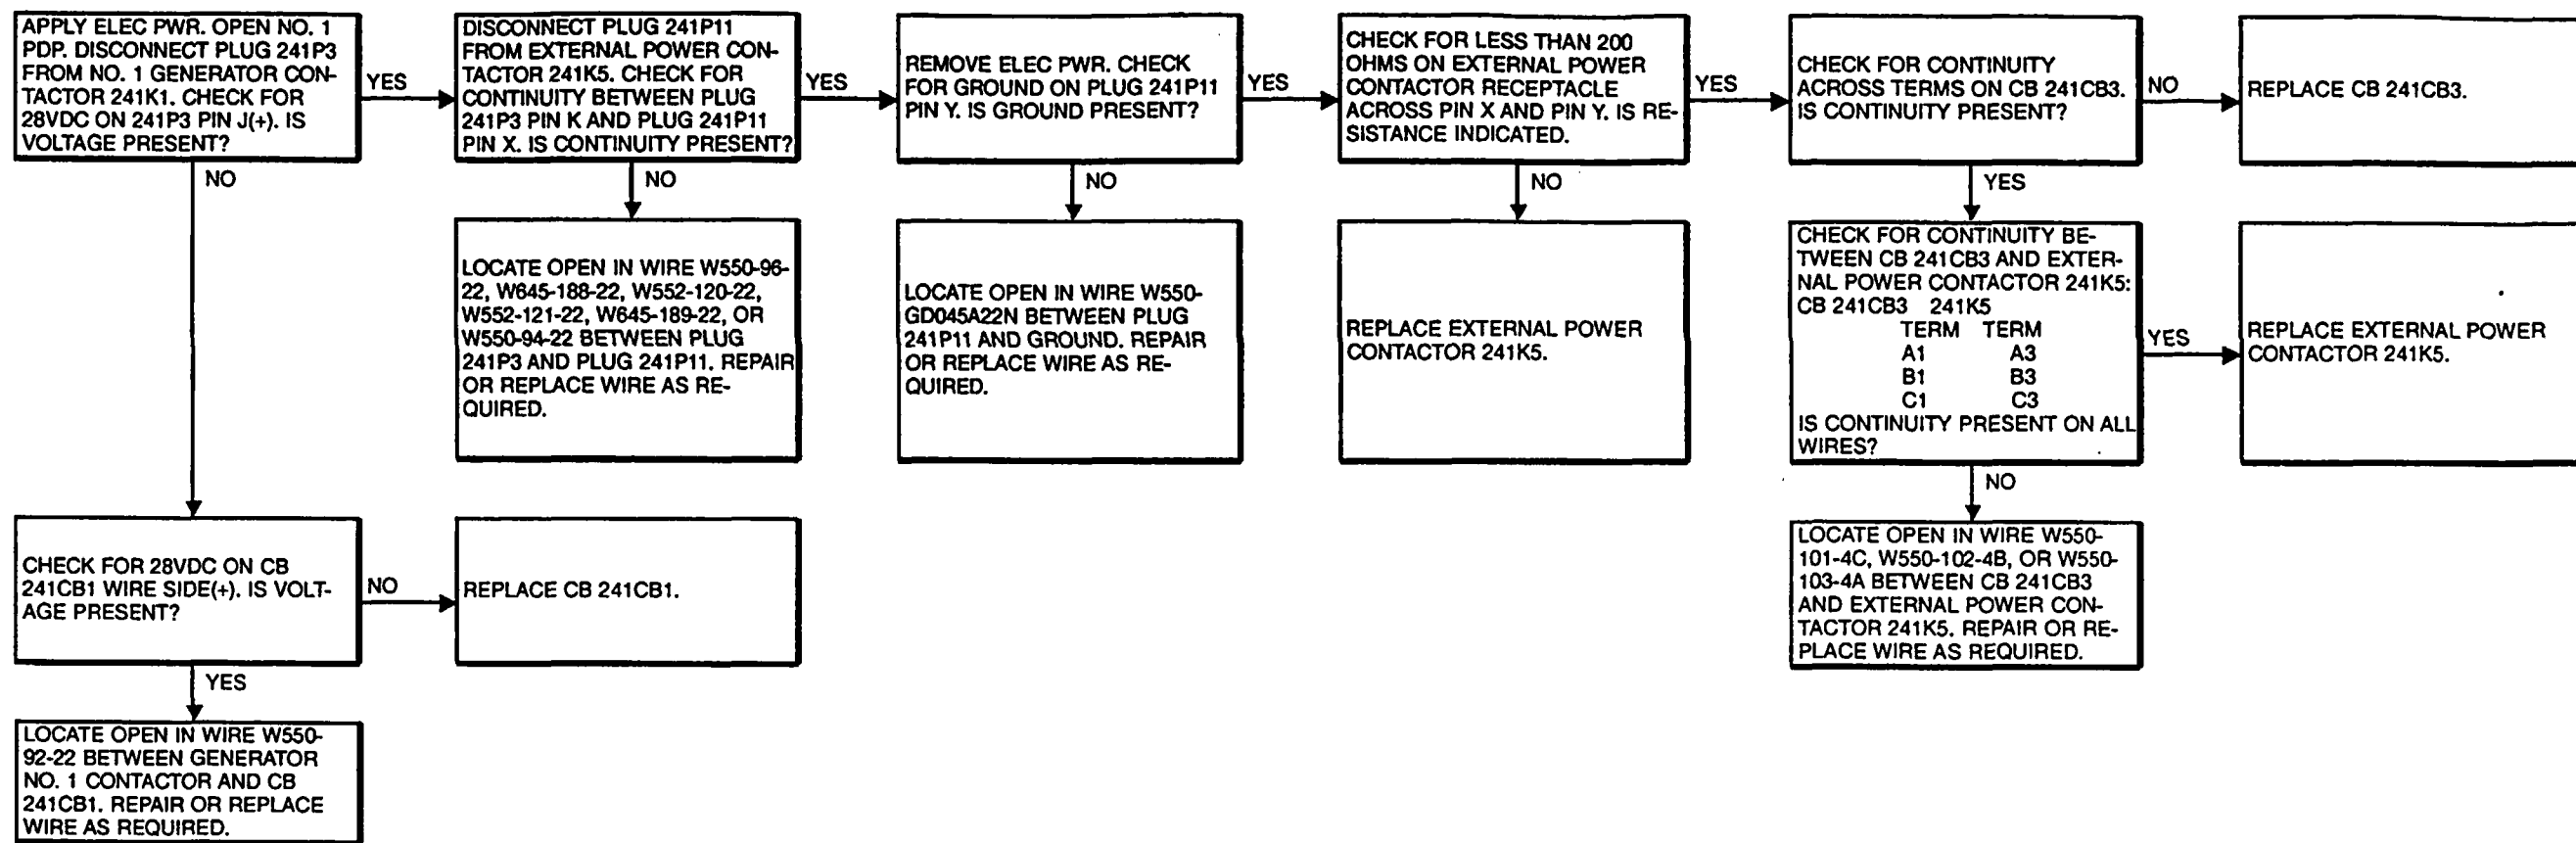 APPLY ELEC PWR. OPEN NO. 1
PDP. DISCONNECT PLUG 241P3
FROM NO. 1 GENERATOR CON-
TACTOR 241K1. CHECK FOR
28VDC ON 241P3 PIN J(+). IS
VOLTAGE PRESENT?
YES
NO
DISCONNECT PLUG 241P11
FROM EXTERNAL POWER CON-
TACTOR 241K5. CHECK FOR
CONTINUITY BETWEEN PLUG
241P3 PIN K AND PLUG 241P11
PIN X. IS CONTINUITY PRESENT?
YES
NO
REMOVE ELEC PWR. CHECK
FOR GROUND ON PLUG 241P11
PIN Y. IS GROUND PRESENT?
YES
NO
CHECK FOR LESS THAN 200
OHMS ON EXTERNAL POWER
CONTACTOR RECEPTACLE
ACROSS PIN X AND PIN Y. IS RE-
SISTANCE INDICATED.
YES
NO
CHECK FOR CONTINUITY
ACROSS TERMS ON CB 241CB3.
IS CONTINUITY PRESENT?
NO
YES
REPLACE CB 241CB3.
LOCATE OPEN IN WIRE W550-96-
22, W645-188-22, W552-120-22,
W552-121-22, W645-189-22, OR
W550-94-22 BETWEEN PLUG
241P3 AND PLUG 241P11. REPAIR
OR REPLACE WIRE AS RE-
QUIRED.
LOCATE OPEN IN WIRE W550-
GD045A22N BETWEEN PLUG
241P11 AND GROUND. REPAIR
OR REPLACE WIRE AS RE-
QUIRED.
REPLACE EXTERNAL POWER
CONTACTOR 241K5.
CHECK FOR CONTINUITY BE-
TWEEN CB 241CB3 AND EXTER-
NAL POWER CONTACTOR 241K5:
CB 241CB3 241K5
TERM TERM
A1 A3
B1 B3
C1 C3
IS CONTINUITY PRESENT ON ALL
WIRES?
YES
NO
REPLACE EXTERNAL POWER
CONTACTOR 241K5.
CHECK FOR 28VDC ON CB
241CB1 WIRE SIDE(+). IS VOLT-
AGE PRESENT?
NO
YES
REPLACE CB 241CB1.
LOCATE OPEN IN WIRE W550-
101-4C, W550-102-4B, OR W550-
103-4A BETWEEN CB 241CB3
AND EXTERNAL POWER CON-
TACTOR 241K5. REPAIR OR RE-
PLACE WIRE AS REQUIRED.
LOCATE OPEN IN WIRE W550-
92-22 BETWEEN GENERATOR
NO. 1 CONTACTOR AND CB
241CB1. REPAIR OR REPLACE
WIRE AS REQUIRED.